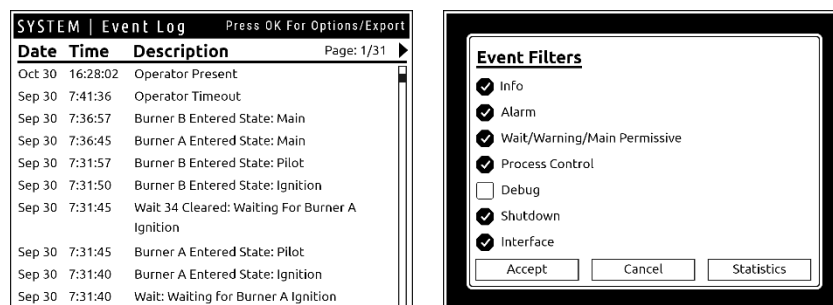 SYSTEM | Event Log Press OK For Options/Export
Date Time Description Page: 1/31
Oct 30 16:28:02 Operator Present
Sep 30 7:41:36 Operator Timeout
Sep 30 7:36:57 Burner B Entered State: Main
Sep 30 7:36:45 Burner A Entered State: Main
Sep 30 7:31:57 Burner B Entered State: Pilot
Sep 30 7:31:50 Burner B Entered State: Ignition
Sep 30 7:31:45 Wait 34 Cleared: Waiting For Burner A
Ignition
Sep 30 7:31:45 Burner A Entered State: Pilot
Sep 30 7:31:40 Burner A Entered State: Ignition
Sep 30 7:31:40 Wait: Waiting for Burner A Ignition
Event Filters
Info
Alarm
Wait/Warning/Main Permissive
Process Control
Debug
Shutdown
Interface
Accept Cancel Statistics